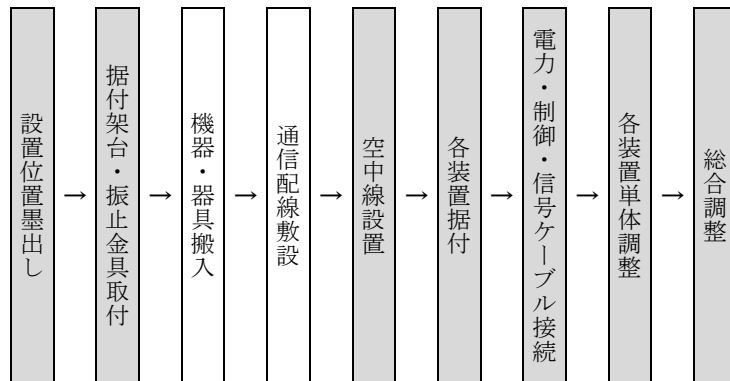 設置位置墨出し
→
据付架台・振止金具取付
→
機器・器具搬入
→
通信配線敷設
→
空中線設置
→
各装置据付
→
電力・制御・信号ケーブル接続
→
各装置単体調整
→
総合調整